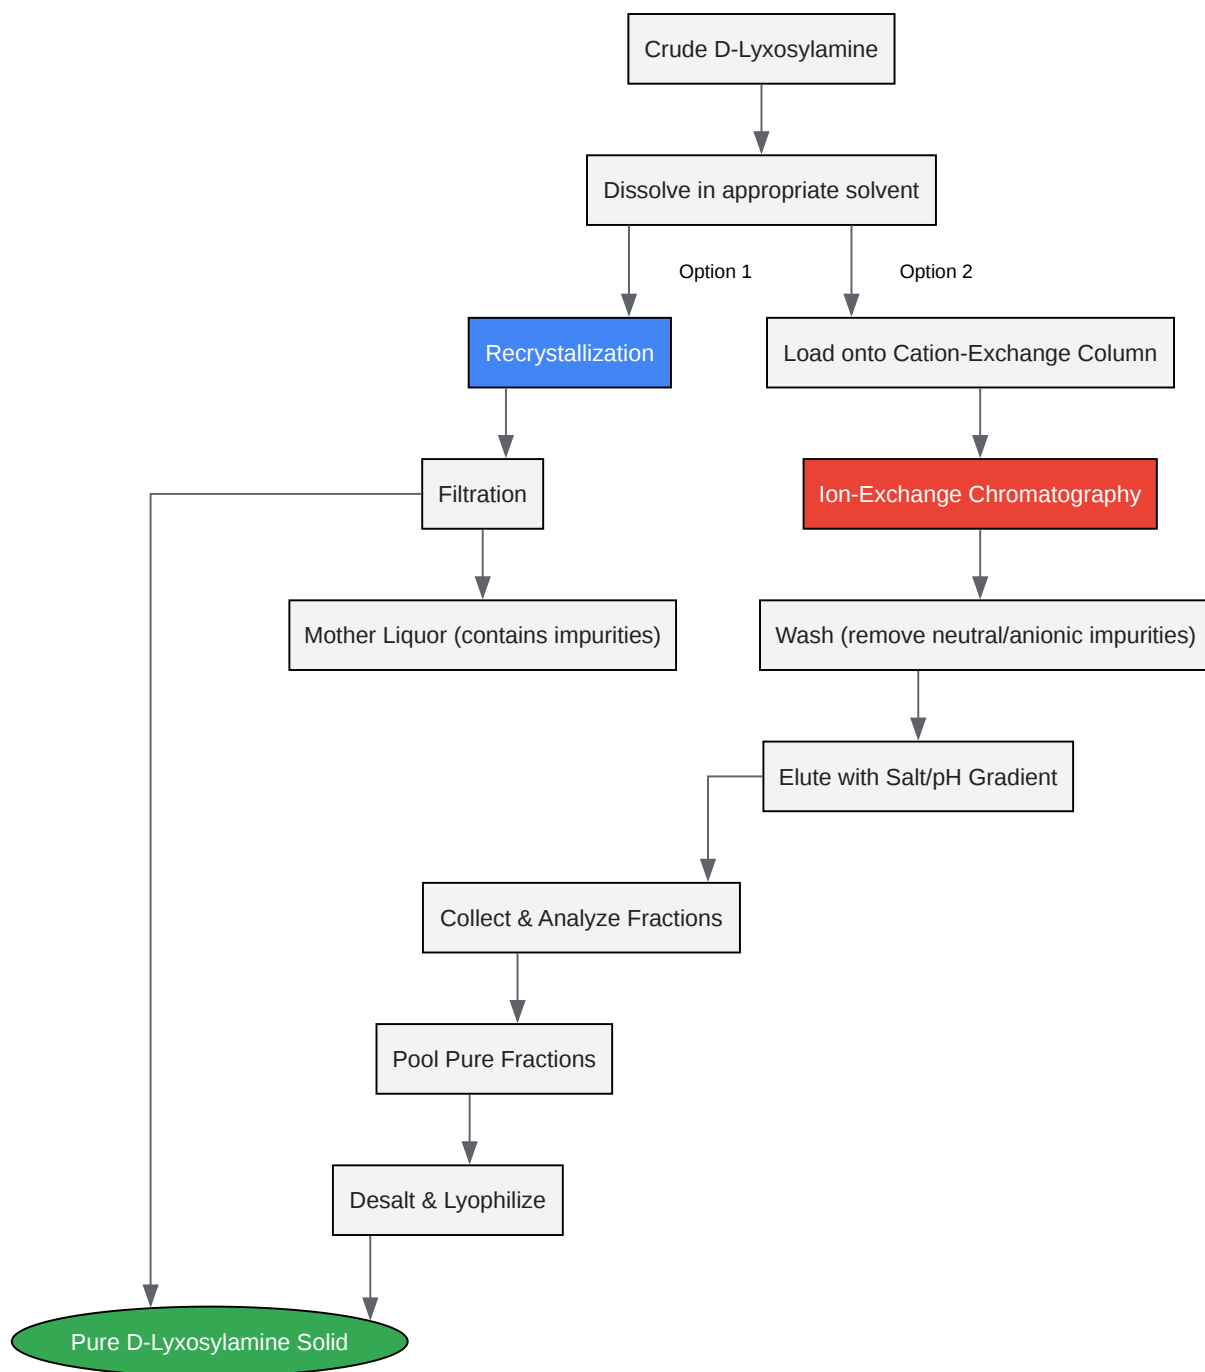 Crude D-Lyxosylamine
Dissolve in appropriate solvent
Option 1
Option 2
Recrystallization
Load onto Cation-Exchange Column
Filtration
Ion-Exchange Chromatography
Mother Liquor (contains impurities)
Wash (remove neutral/anionic impurities)
Elute with Salt/pH Gradient
Collect & Analyze Fractions
Pool Pure Fractions
Desalt & Lyophilize
Pure D-Lyxosylamine Solid